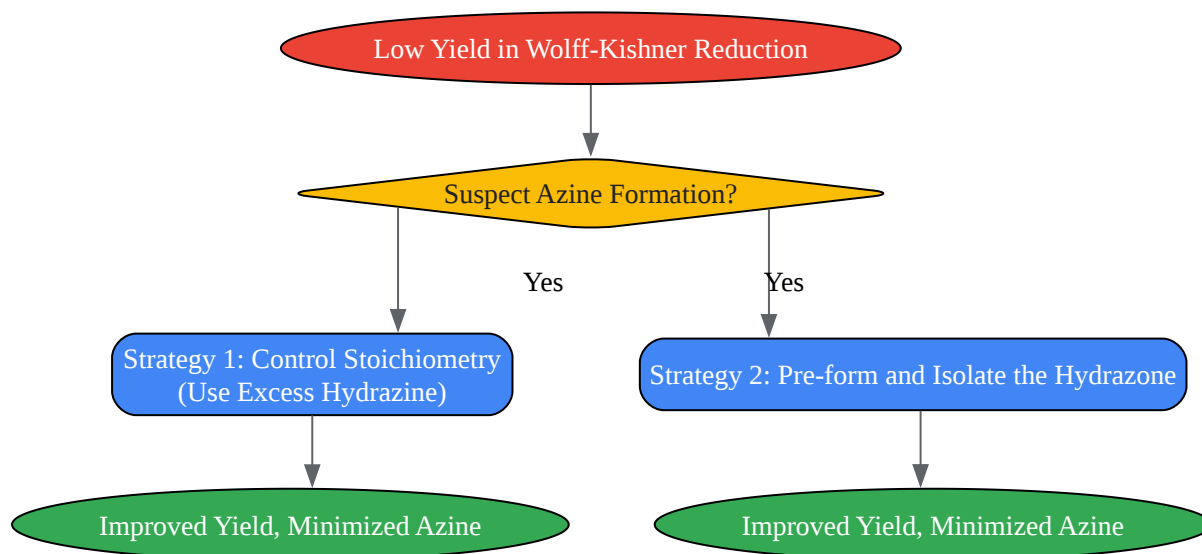 Low Yield in Wolff-Kishner Reduction
Suspect Azine Formation?
Yes
Yes
Strategy 1: Control Stoichiometry
(Use Excess Hydrazine)
Strategy 2: Pre-form and Isolate the Hydrazone
Improved Yield, Minimized Azine
Improved Yield, Minimized Azine